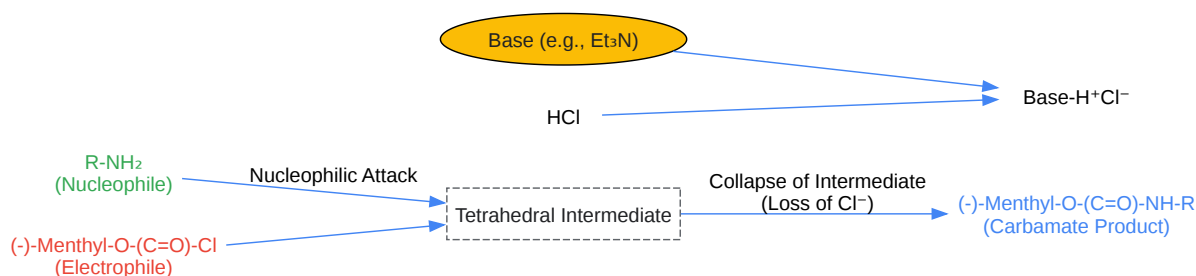 Base (e.g., Et₃N)
Base-H⁺Cl⁻
HCl
R-NH₂
(Nucleophile)
Nucleophilic Attack
Collapse of Intermediate
(Loss of Cl⁻)
Tetrahedral Intermediate
(-)-Menthyl-O-(C=O)-NH-R
(Carbamate Product)
(-)-Menthyl-O-(C=O)-Cl
(Electrophile)